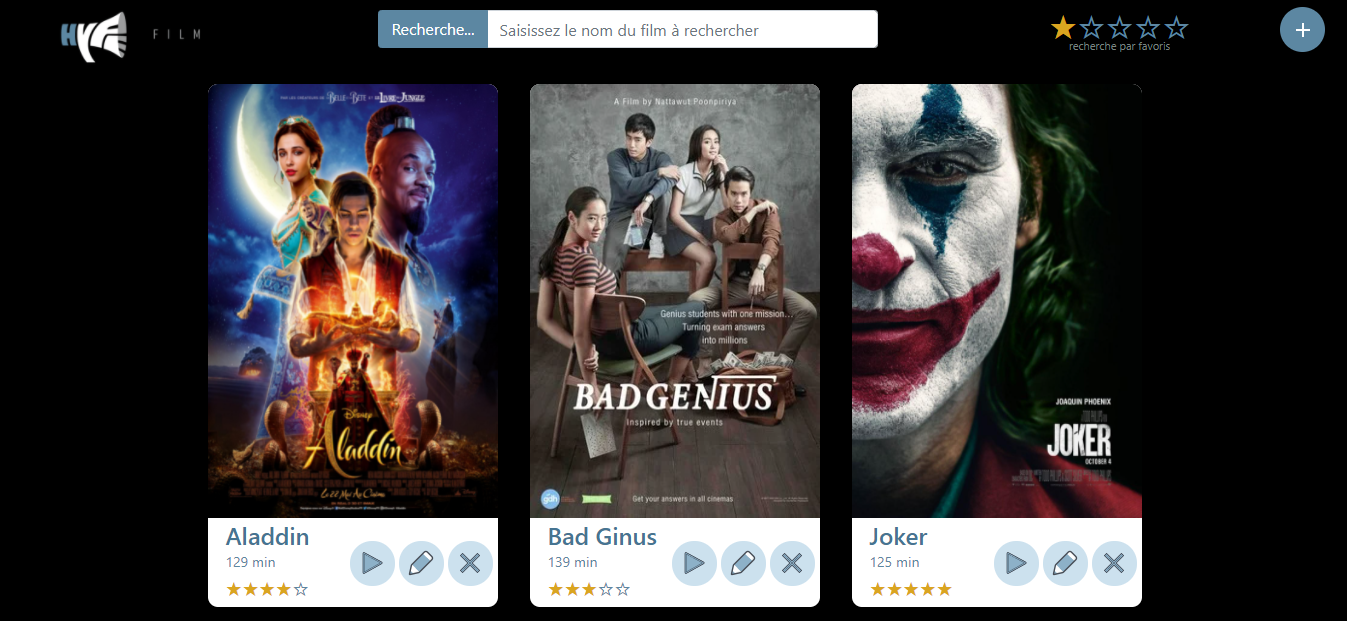 HYPE FILM
Recherche...
Saisissez le nom du film à rechercher
recherche par favoris
PAR LES CRÉATEURS DE LA BELLE ET LA BÊTE ET LE LIVRE DE LA JUNGLE
Disney
Aladdin
Le 22 Mai Au Cinéma
A Film by Nattawut Poonpiriya
Genius students with one mission...
Turning exam answers
into millions
BAD GENIUS
Inspired by true events
gdh
Get your answers in all cinemas
JOAQUIN PHOENIX
JOKER
OCTOBER 4
Aladdin
129 min
Bad Ginus
139 min
Joker
125 min